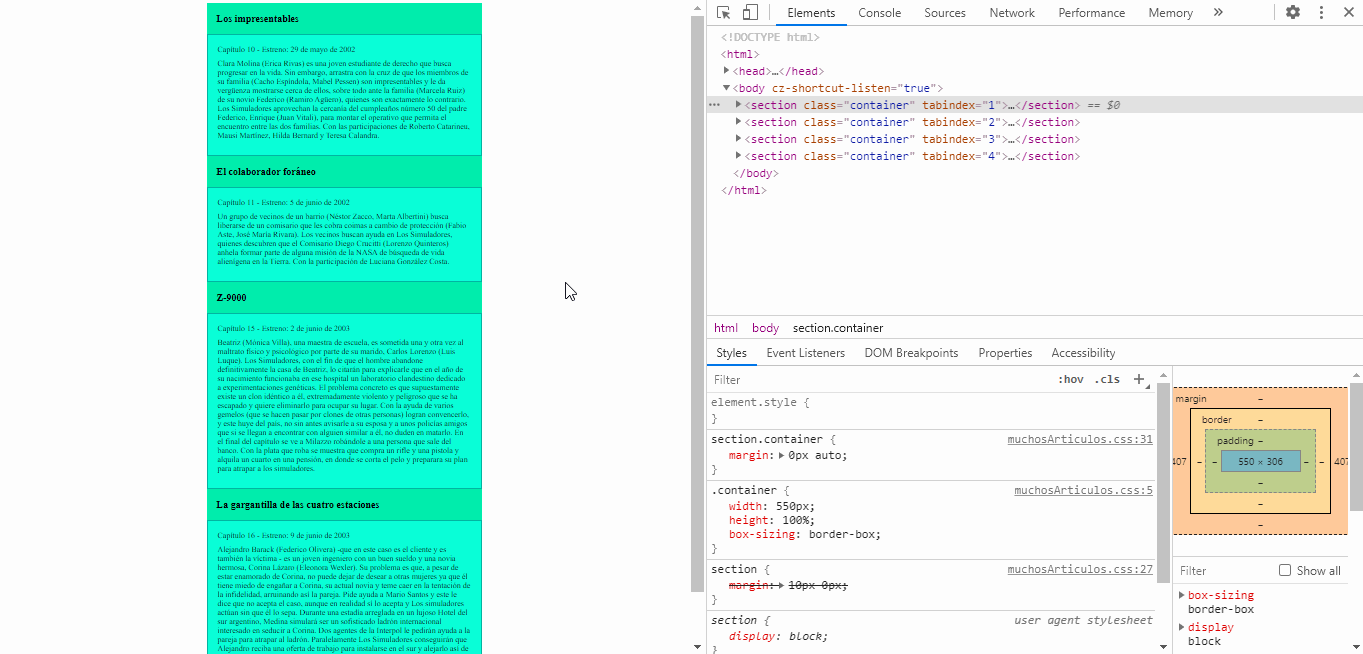 Los impresentables
Capítulo 10 - Estreno: 29 de mayo de 2002
Clara Molina (Erica Rivas) es una joven estudiante de derecho que busca
progresar en la vida. Sin embargo, arrastra con la cruz de que los miembros de
su familia (Cacho Espíndola, Mabel Pessen) son impresentables y le da
vergüenza mostrarse cerca de ellos, sobre todo ante la familia (Marcela Ruiz)
de su novio Federico (Ramiro Agüero), quienes son exactamente lo contrario.
Los Simuladores aprovechan la cercanía del cumpleaños número 50 del padre
Federico, Enrique (Juan Vitali), para montar el operativo que permita el
encuentro entre las dos familias. Con las participaciones de Roberto Catarineu,
Mausi Martínez, Hilda Bernard y Teresa Calandra.
El colaborador foráneo
Capítulo 11 - Estreno: 5 de junio de 2002
Un grupo de vecinos de un barrio (Néstor Zacco, Marta Albertini) busca
liberarse de un comisario que les cobra coimas a cambio de protección (Fabio
Aste, José María Rivara). Los vecinos buscan ayuda en Los Simuladores,
quienes descubren que el Comisario Diego Crucitti (Lorenzo Quinteros)
anhela formar parte de alguna misión de la NASA de búsqueda de vida
alienígena en la Tierra. Con la participación de Luciana González Costa.
Z-9000
Capítulo 15 - Estreno: 2 de junio de 2003
Beatriz (Mónica Villa), una maestra de escuela, es sometida una y otra vez al
maltrato físico y psicológico por parte de su marido, Carlos Lorenzo (Luis
Luque). Los Simuladores, con el fin de que el hombre abandone
definitivamente la casa de Beatriz, lo citarán para explicarle que en el año de
su nacimiento funcionaba en ese hospital un laboratorio clandestino dedicado
a experimentaciones genéticas. El problema concreto es que supuestamente
existe un clon idéntico a él, extremadamente violento y peligroso que se ha
escapado y quiere eliminarlo para ocupar su lugar. Con la ayuda de varios
gemelos (que se hacen pasar por clones de otras personas) logran convencerlo,
y este huye del país, no sin antes avisarle a su esposa y a unos policías amigos
que si se llegan a encontrar con alguien similar a él, no duden en matarlo. En
el final del capítulo se ve a Milazzo robándole a una persona que sale del
banco. Con la plata que roba se muestra que compra un rifle y una pistola y
alquila un cuarto en una pensión, en donde se corta el pelo y preparara su plan
para atrapar a los simuladores.
La gargantilla de las cuatro estaciones
Capítulo 16 - Estreno: 9 de junio de 2003
Alejandro Barack (Federico Olivera) -que en este caso es el cliente y es
también la víctima - es un joven ingeniero con un buen sueldo y una novia
hermosa, Corina Lázam (Eleonora Wexler). Su problema es que, a pesar de
estar enamorado de Corina, no puede dejar de desear a otras mujeres ya que él
tiene miedo de engañar a Corina, su actual novia y teme caer en la tentación de
la infidelidad, arruinando así la pareja. Pide ayuda a Mario Santos y este le
dice que no acepta el caso, aunque en realidad sí lo acepta y Los simuladores
actúan sin que él lo sepa. Durante una estadía arreglada en un lujoso Hotel del
sur argentino, Medina simulará ser un sofisticado ladrón internacional
interesado en seducir a Corina. Dos agentes de la Interpol le pedirán ayuda a la
pareja para atrapar al ladrón. Paralelamente Los Simuladores conseguirán que
Alejandro reciba una oferta de trabajo para instalarse en el sur y alejarlo así de
Elements Console Sources Network Performance Memory »
<!DOCTYPE html>
<html>
<head>…</head>
<body cz-shortcut-listen="true">
<section class="container" tabindex="1">…</section> == $0
<section class="container" tabindex="2">…</section>
<section class="container" tabindex="3">…</section>
<section class="container" tabindex="4">…</section>
</body>
</html>
html body section.container
Styles Event Listeners DOM Breakpoints Properties Accessibility
Filter :hov .cls +
element.style {
}
section.container { muchosArticulos.css:31
margin: 0px auto;
}
.container { muchosArticulos.css:5
width: 550px;
height: 100%;
box-sizing: border-box;
}
section { muchosArticulos.css:27
margin: 10px 0px;
}
section { user agent stylesheet
display: block;
}
margin –
border –
padding –
407 – – 550 × 306 – – 407
–
–
–
Filter Show all
box-sizing
border-box
display
block